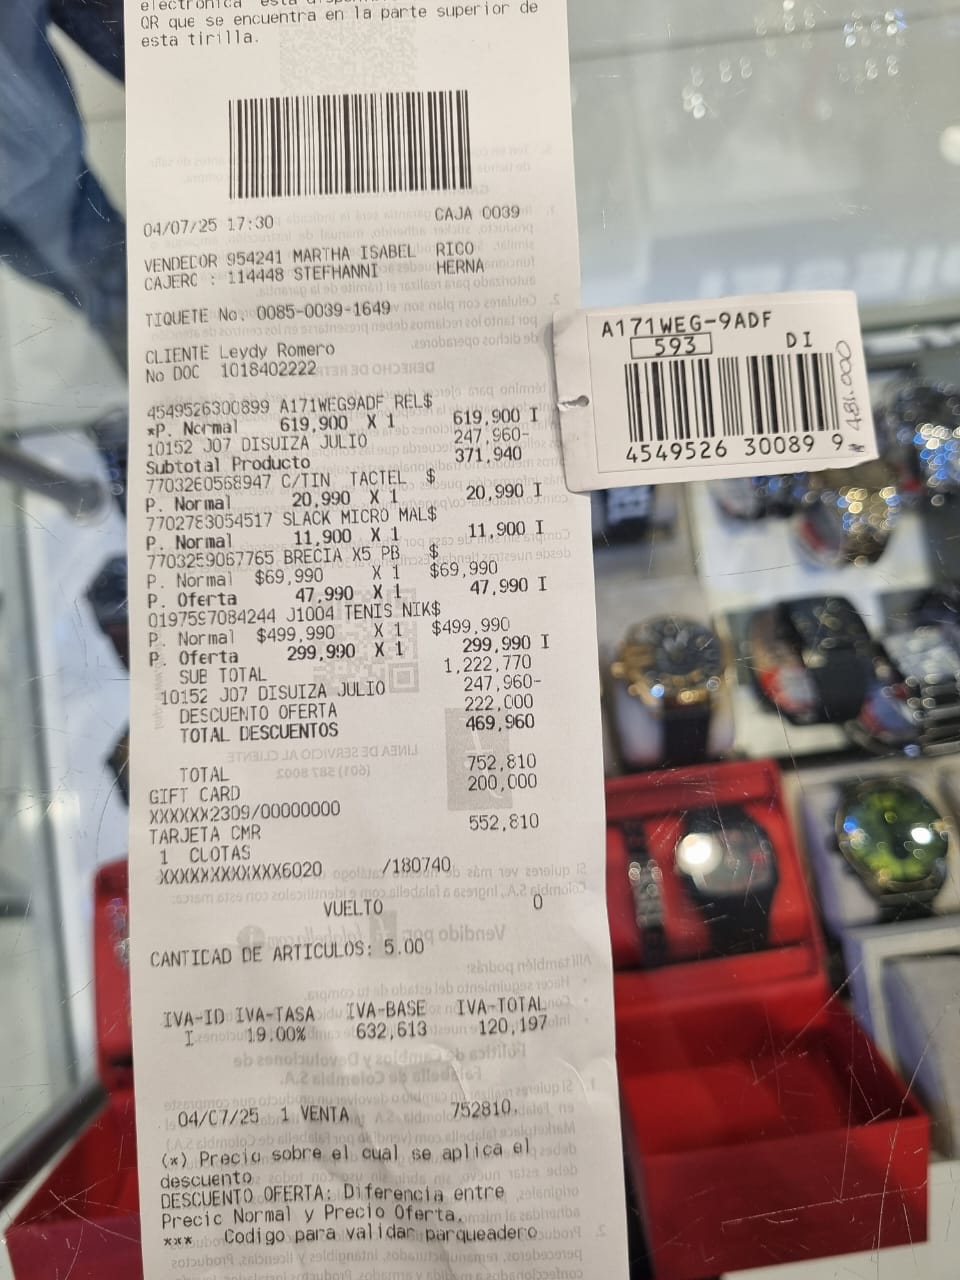 electrónica está
QR que se encuentra en la parte superior de
esta tirilla.
04/07/25 17:30 CAJA 0039
VENDEDOR 954241 MARTHA ISABEL RICO
CAJERC : 114448 STEFHANNI HERNA
TIQUETE No. 0085-0039-1649
CLIENTE Leydy Romero
No DOC 1018402222
4549526300899 A171WEG9ADF REL$
*P. Normal 619,900 X 1 619,900 I
10152 J07 DISUIZA JULIO 247,960-
Subtotal Producto 371,940
7703260568947 C/TIN TACTEL $
P. Normal 20,990 X 1 20,990 I
7702783054517 SLACK MICRO MAL$
P. Normal 11,900 X 1 11,900 I
7703259067765 BRECIA X5 PB $
P. Normal $69,990 X 1 $69,990
P. Oferta 47,990 X 1 47,990 I
0197597084244 J1004 TENIS NIK$
P. Normal $499,990 X 1 $499,990
P. Oferta 299,990 X 1 299,990 I
SUB TOTAL 1,222,770
10152 J07 DISUIZA JULIO 247,960-
DESCUENTO OFERTA 222,000
TOTAL DESCUENTOS 469,960
TOTAL 752,810
GIFT CARD 200,000
XXXXXX2309/00000000
TARJETA CMR 552,810
1 CLOTAS
XXXXXXXXXXXX6020 /180740
VUELTO 0
CANTICAD DE ARTICULOS: 5.00
IVA-ID IVA-TASA IVA-BASE IVA-TOTAL
I 19.00% 632,613 120,197
04/C7/25 1 VENTA 752810.
(*) Precio sobre el cual se aplica el
descuento
DESCUENTO OFERTA: Diferencia entre
Precic Normal y Precio Oferta.
*** Codigo para validar parqueadero
A171WEG-9ADF
593 DI
4549526 30089 9
481.000